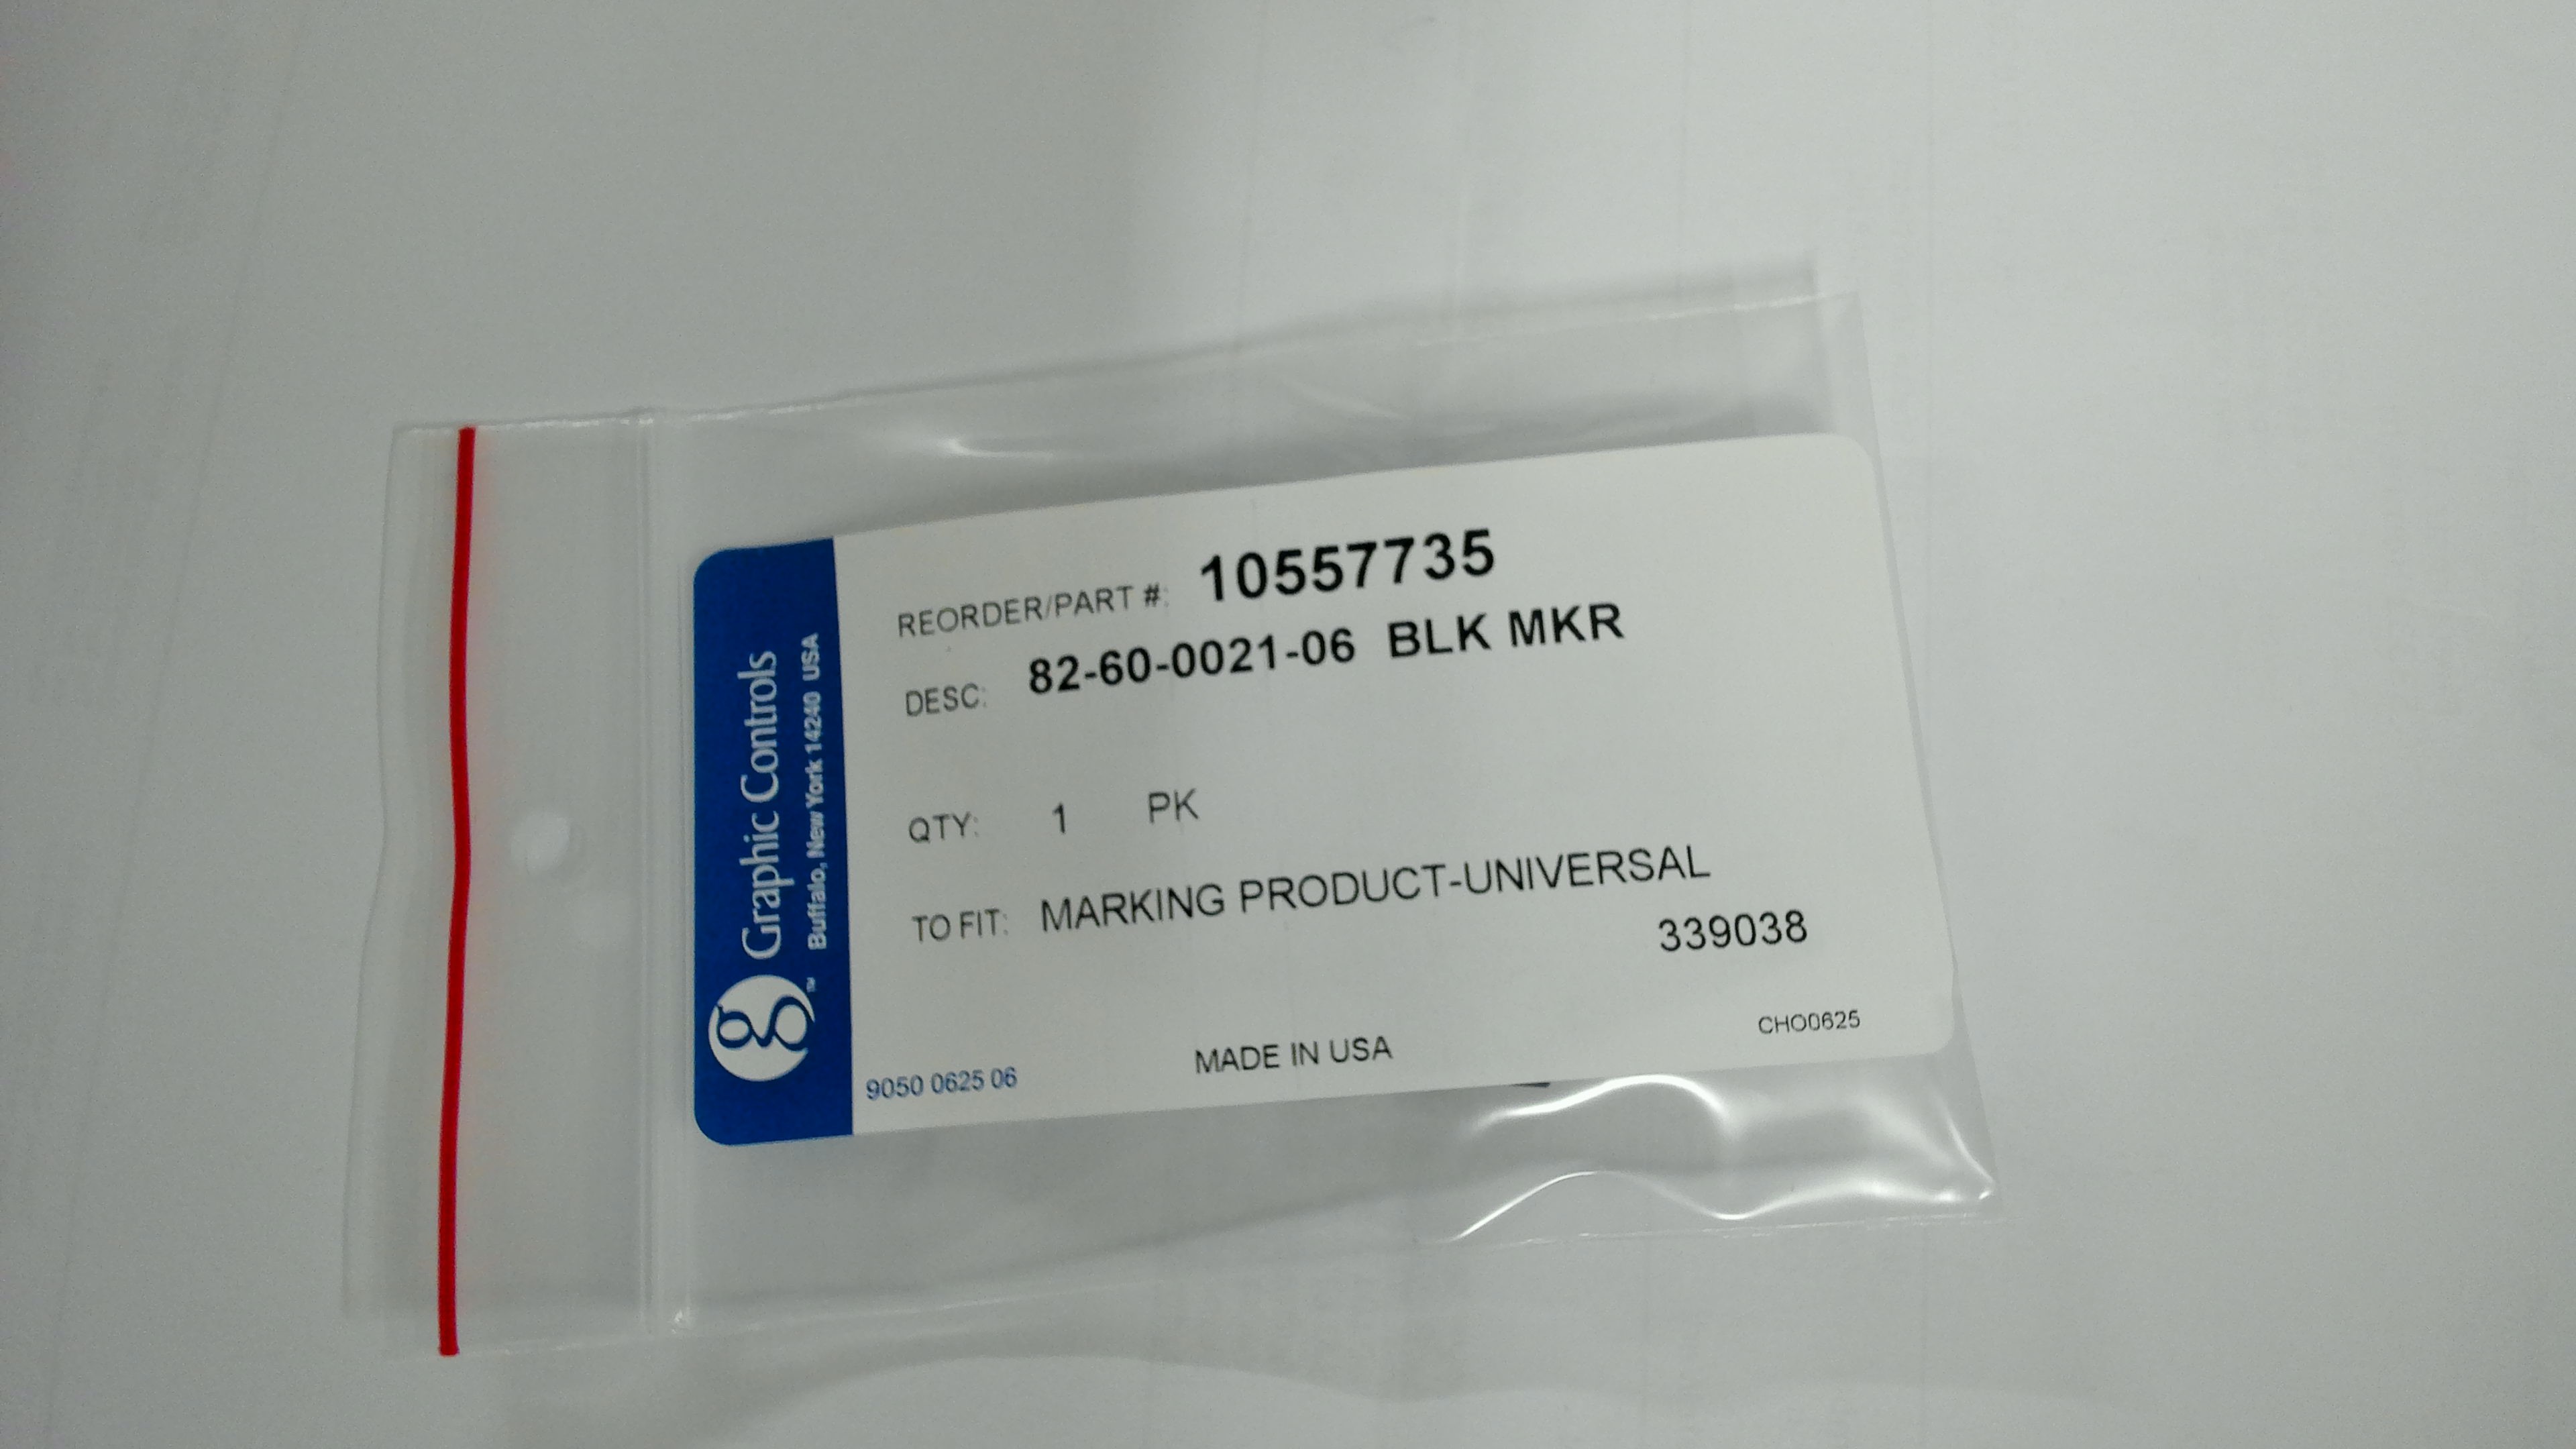 REORDER/PART #: 10557735
DESC: 82-60-0021-06 BLK MKR
QTY: 1 PK
TO FIT: MARKING PRODUCT-UNIVERSAL
339038
CHO0625
MADE IN USA
9050 0625 06
g™ Graphic Controls
Buffalo, New York 14240 USA